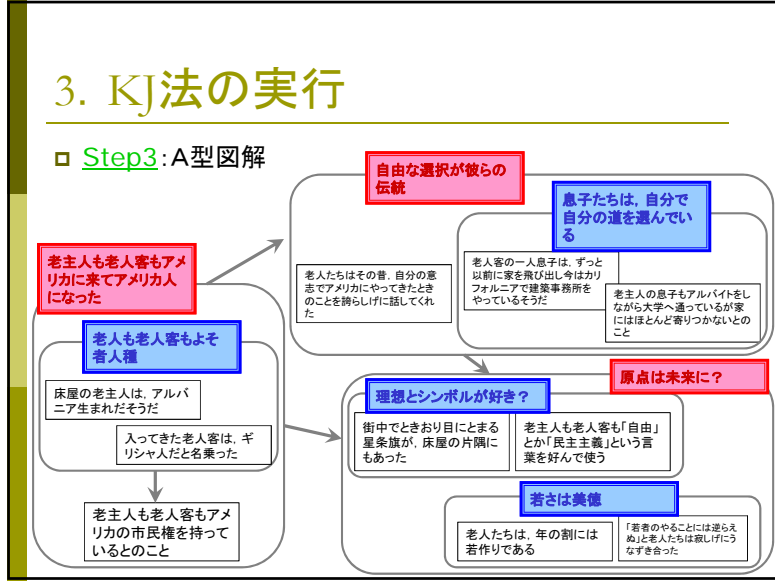 3. KJ法の実行
Step3:A型図解
自由な選択が彼らの
伝統
息子たちは，自分で
自分の道を選んでい
る
老人たちはその昔，自分の意
志でアメリカにやってきたとき
のことを誇らしげに話してくれ
た
老人客の一人息子は，ずっと
以前に家を飛び出し今はカリ
フォルニアで建築事務所を
やっているそうだ
老主人の息子もアルバイトをし
ながら大学へ通っているが家
にはほとんど寄りつかないとの
こと
老主人も老人客もアメ
リカに来てアメリカ人
になった
老人も老人客もよそ
者人種
床屋の老主人は，アルバ
ニア生まれだそうだ
入ってきた老人客は，ギ
リシャ人だと名乗った
老主人も老人客もアメ
リカの市民権を持って
いるとのこと
原点は未来に？
理想とシンボルが好き？
街中でときおり目にとまる
星条旗が，床屋の片隅に
もあった
老主人も老人客も「自由」
とか「民主主義」という言
葉を好んで使う
若さは美徳
老人たちは，年の割には
若作りである
「若者のやることには逆らえ
ぬ」と老人たちは寂しげにう
なずき合った